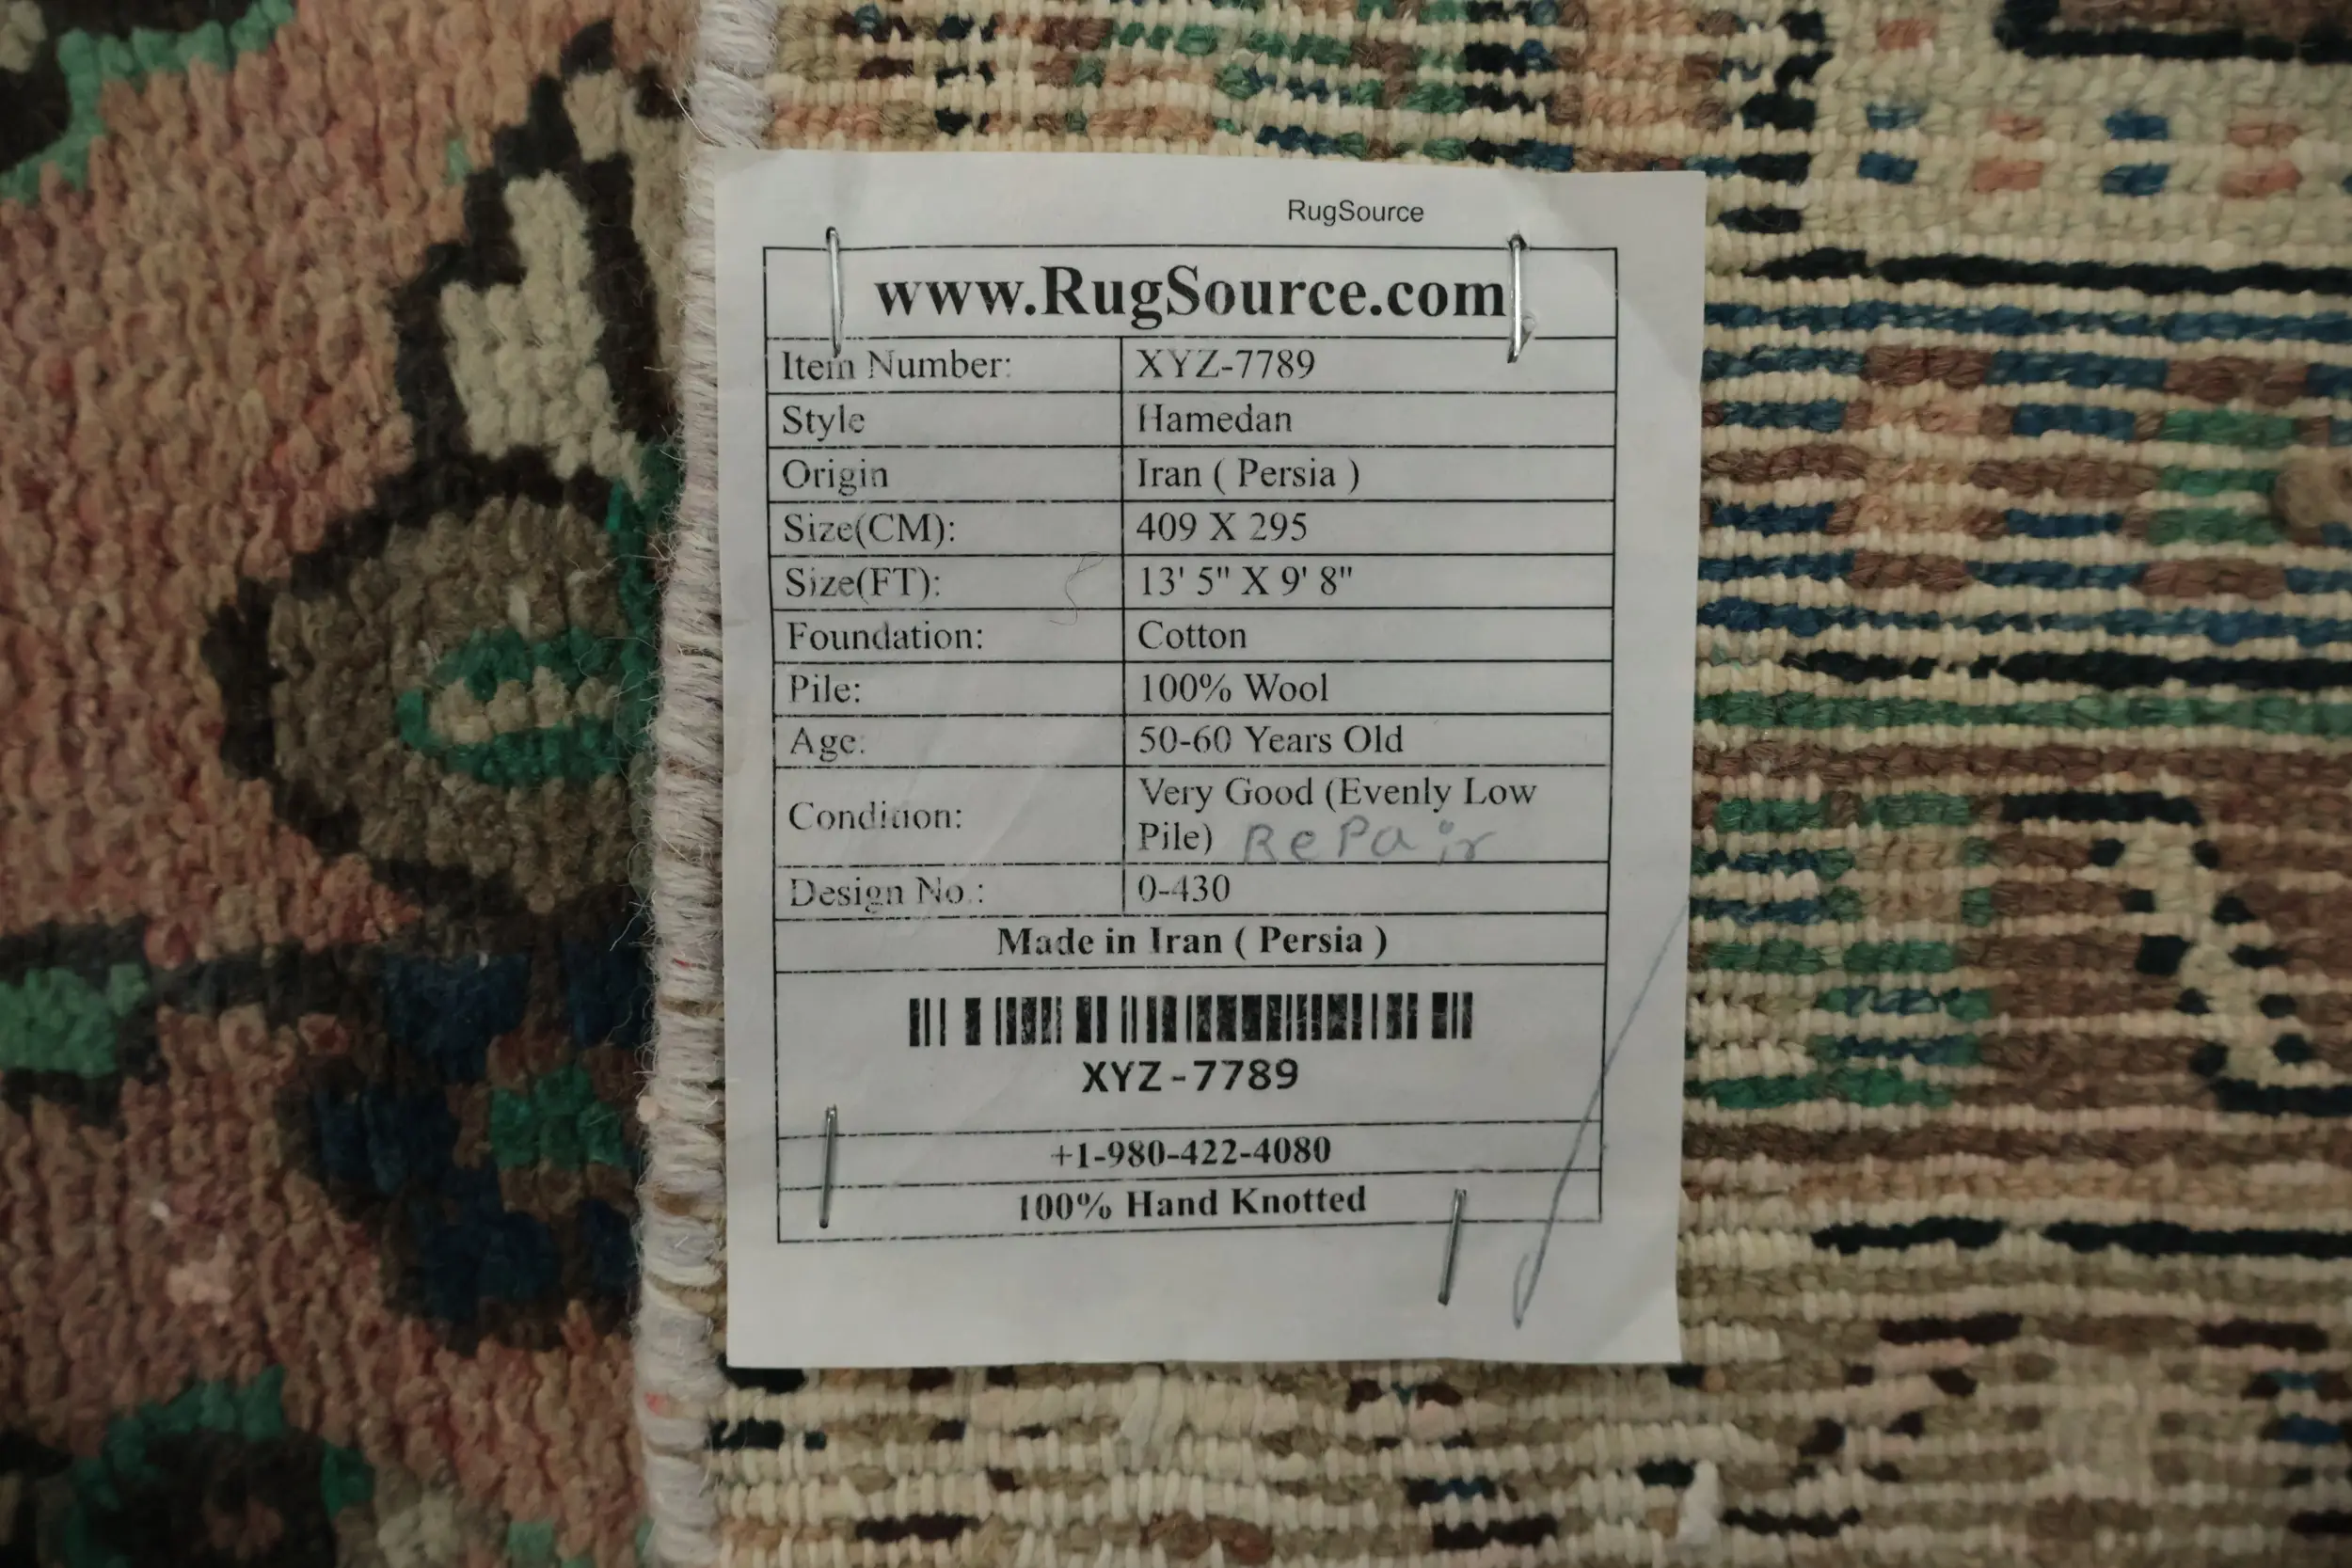 RugSource
www.RugSource.com
Item Number: XYZ-7789
Style Hamedan
Origin Iran ( Persia )
Size(CM): 409 X 295
Size(FT): 13' 5" X 9' 8"
Foundation: Cotton
Pile: 100% Wool
Age: 50-60 Years Old
Condition: Very Good (Evenly Low
Pile) RePair
Design No.: 0-430
Made in Iran ( Persia )
XYZ-7789
+1-980-422-4080
100% Hand Knotted